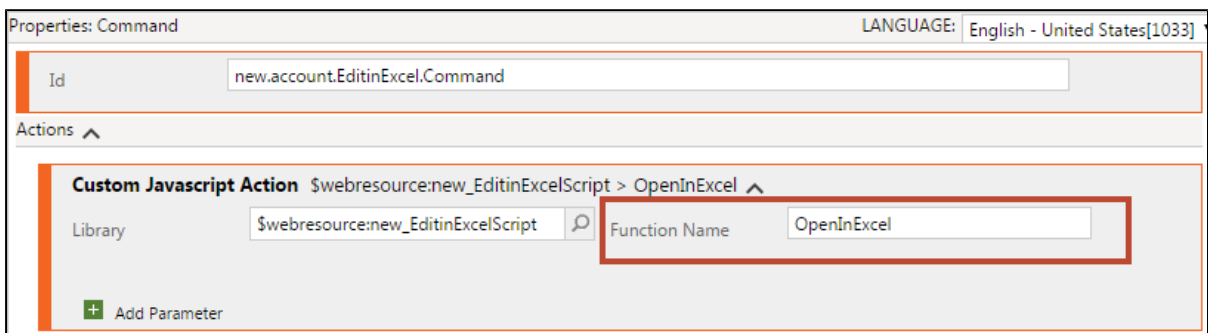 Properties: Command LANGUAGE: English - United States[1033]
Id new.account.EditinExcel.Command
Actions
Custom Javascript Action $webresource:new_EditinExcelScript > OpenInExcel
Library $webresource:new_EditinExcelScript Function Name OpenInExcel
Add Parameter